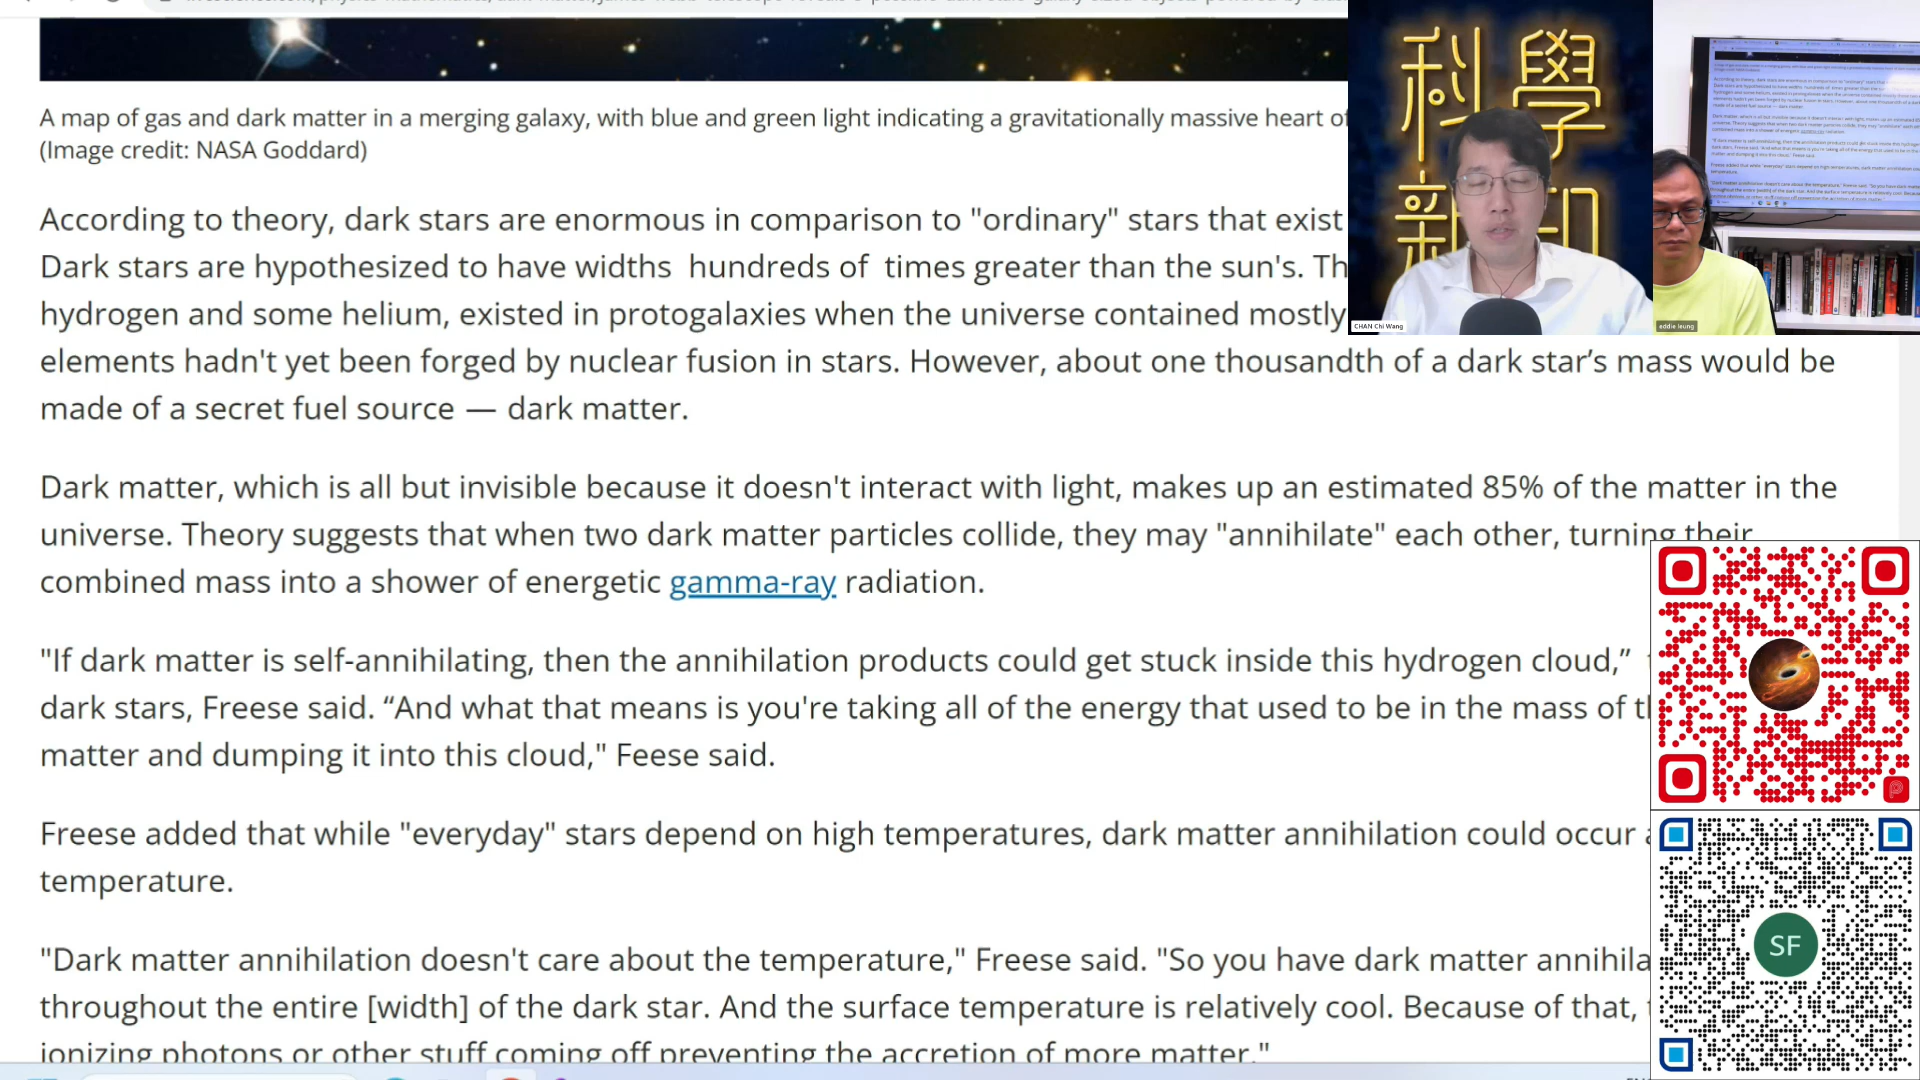 A map of gas and dark matter in a merging galaxy, with blue and green light indicating a gravitationally massive heart of
(Image credit: NASA Goddard)
According to theory, dark stars are enormous in comparison to "ordinary" stars that exist
Dark stars are hypothesized to have widths hundreds of times greater than the sun's. Th
hydrogen and some helium, existed in protogalaxies when the universe contained mostly
elements hadn't yet been forged by nuclear fusion in stars. However, about one thousandth of a dark star’s mass would be
made of a secret fuel source — dark matter.
Dark matter, which is all but invisible because it doesn't interact with light, makes up an estimated 85% of the matter in the
universe. Theory suggests that when two dark matter particles collide, they may "annihilate" each other, turning their
combined mass into a shower of energetic gamma-ray radiation.
"If dark matter is self-annihilating, then the annihilation products could get stuck inside this hydrogen cloud,”
dark stars, Freese said. “And what that means is you're taking all of the energy that used to be in the mass of
matter and dumping it into this cloud," Feese said.
Freese added that while "everyday" stars depend on high temperatures, dark matter annihilation could occur
temperature.
"Dark matter annihilation doesn't care about the temperature," Freese said. "So you have dark matter annihila
throughout the entire [width] of the dark star. And the surface temperature is relatively cool. Because of that,
ionizing photons or other stuff coming off preventing the accretion of more matter."
科學
新
CHAN Chi Wang
eddie leung
SF